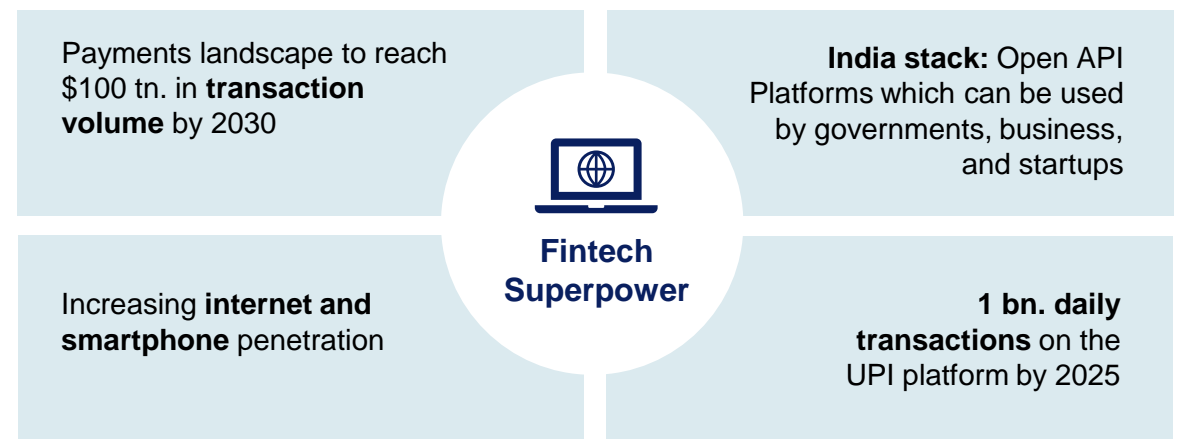 Payments landscape to reach
$100 tn. in transaction
volume by 2030
India stack: Open API
Platforms which can be used
by governments, business,
and startups
Fintech
Superpower
Increasing internet and
smartphone penetration
1 bn. daily
transactions on the
UPI platform by 2025